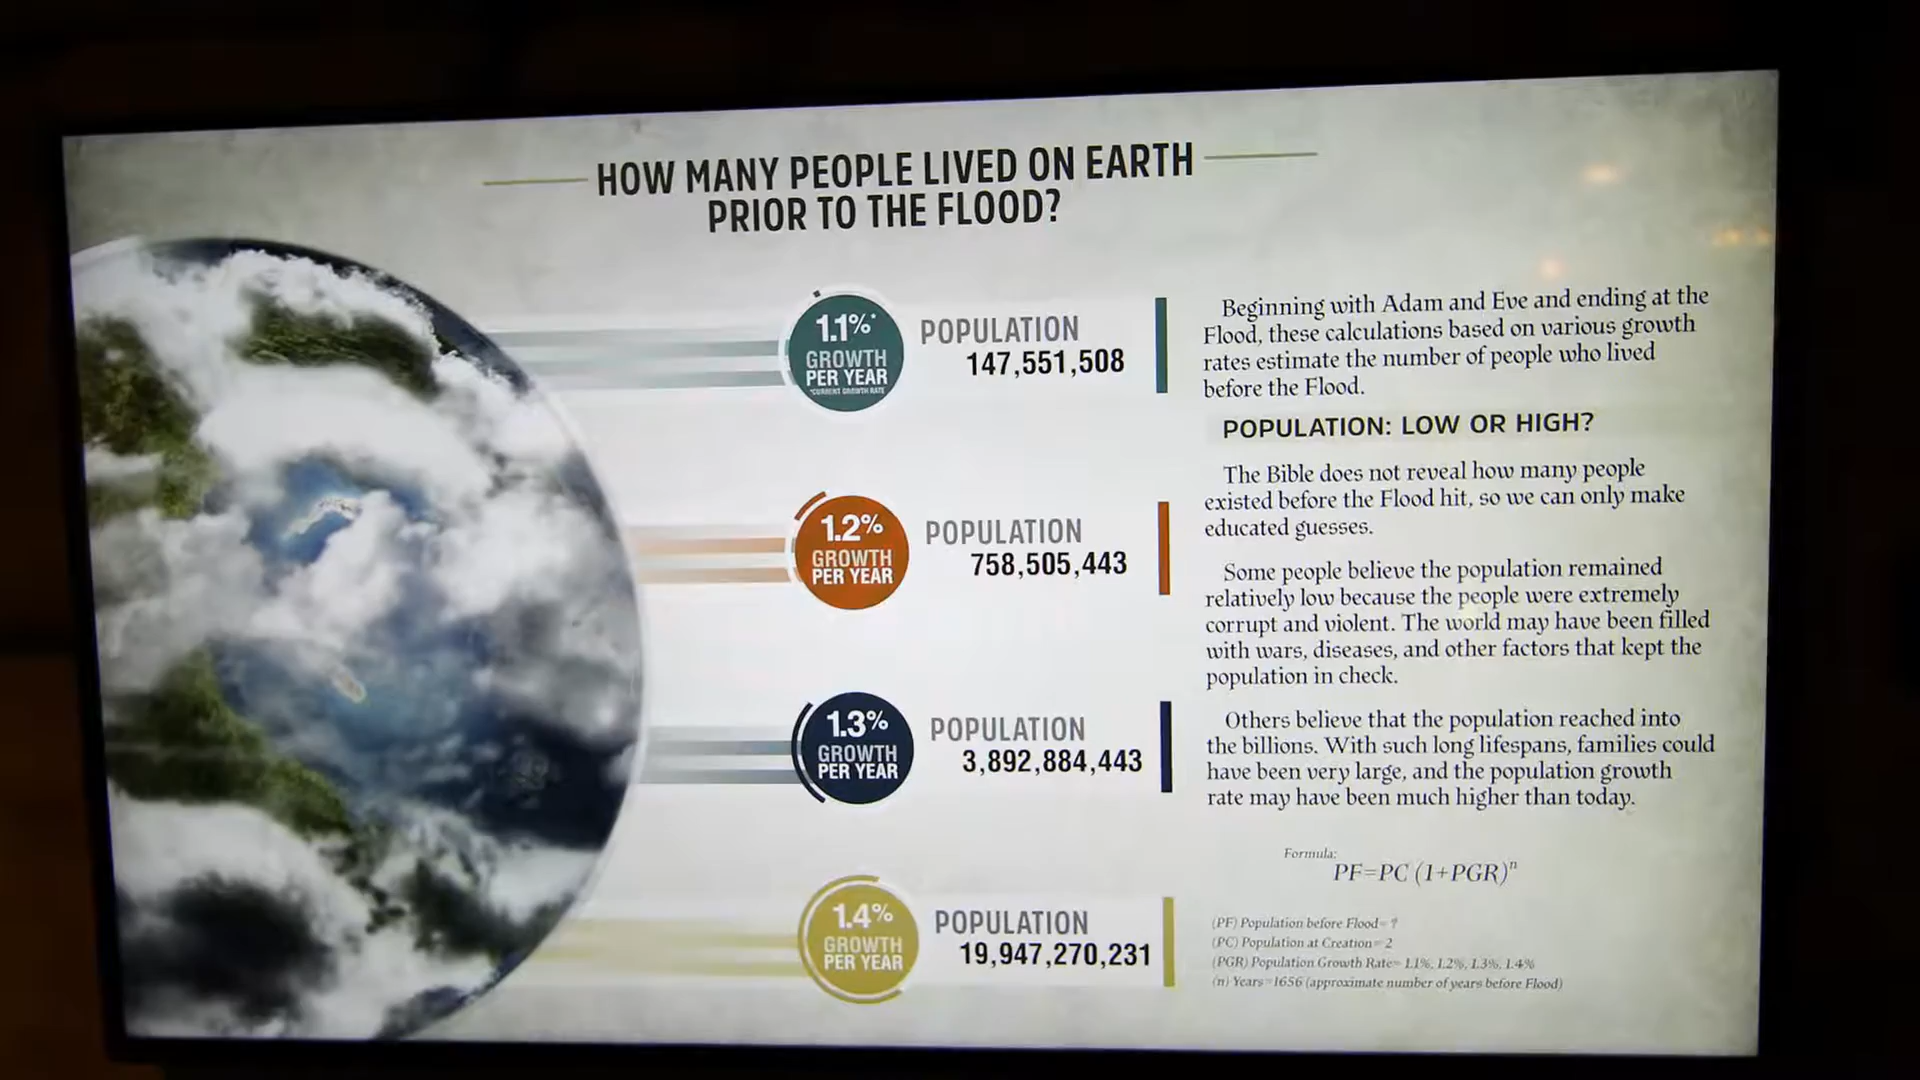 HOW MANY PEOPLE LIVED ON EARTH
PRIOR TO THE FLOOD?
1.1%*
GROWTH
PER YEAR
*CURRENT GROWTH RATE
POPULATION
147,551,508
1.2%
GROWTH
PER YEAR
POPULATION
758,505,443
1.3%
GROWTH
PER YEAR
POPULATION
3,892,884,443
1.4%
GROWTH
PER YEAR
POPULATION
19,947,270,231
Beginning with Adam and Eve and ending at the
Flood, these calculations based on various growth
rates estimate the number of people who lived
before the Flood.
POPULATION: LOW OR HIGH?
The Bible does not reveal how many people
existed before the Flood hit, so we can only make
educated guesses.
Some people believe the population remained
relatively low because the people were extremely
corrupt and violent. The world may have been filled
with wars, diseases, and other factors that kept the
population in check.
Others believe that the population reached into
the billions. With such long lifespans, families could
have been very large, and the population growth
rate may have been much higher than today.
Formula:
PF=PC (1+PGR)ⁿ
(PF) Population before Flood= ?
(PC) Population at Creation= 2
(PGR) Population Growth Rate= 1.1%, 1.2%, 1.3%, 1.4%
(n) Years=1656 (approximate number of years before Flood)